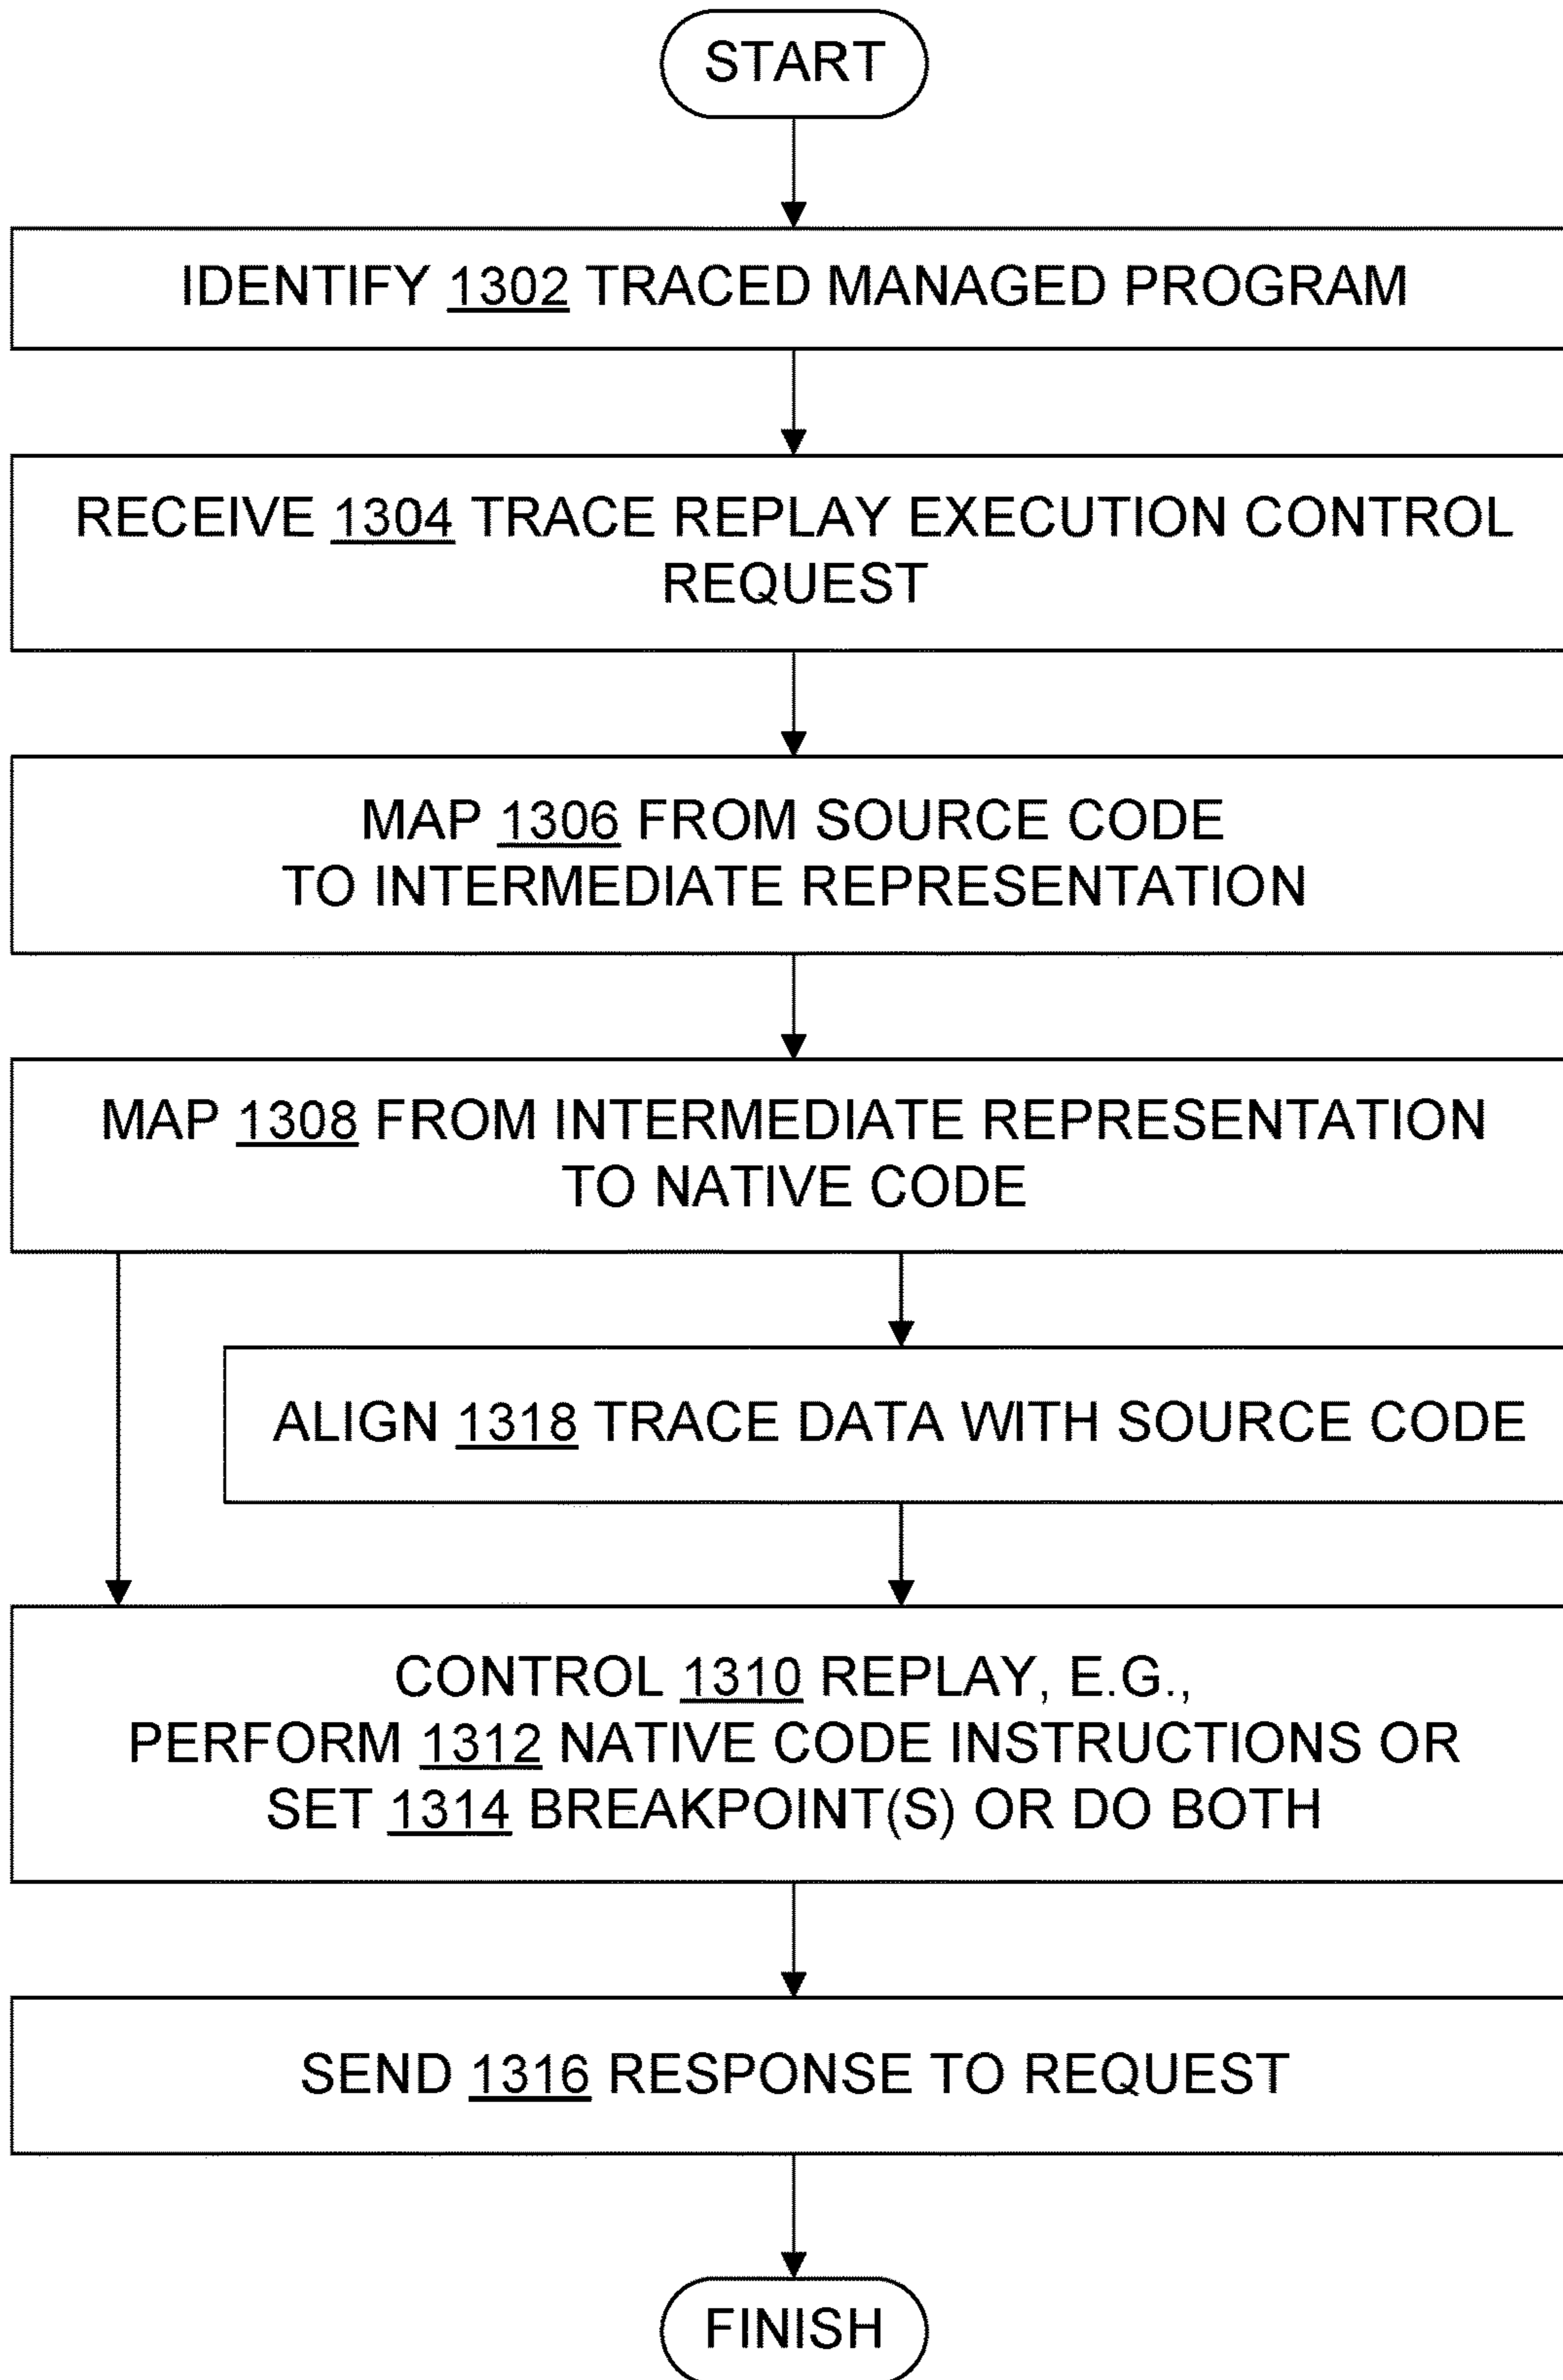 START
IDENTIFY 1302 TRACED MANAGED PROGRAM
RECEIVE 1304 TRACE REPLAY EXECUTION CONTROL
REQUEST
MAP 1306 FROM SOURCE CODE
TO INTERMEDIATE REPRESENTATION
MAP 1308 FROM INTERMEDIATE REPRESENTATION
TO NATIVE CODE
ALIGN 1318 TRACE DATA WITH SOURCE CODE
CONTROL 1310 REPLAY, E.G.,
PERFORM 1312 NATIVE CODE INSTRUCTIONS OR
SET 1314 BREAKPOINT(S) OR DO BOTH
SEND 1316 RESPONSE TO REQUEST
FINISH